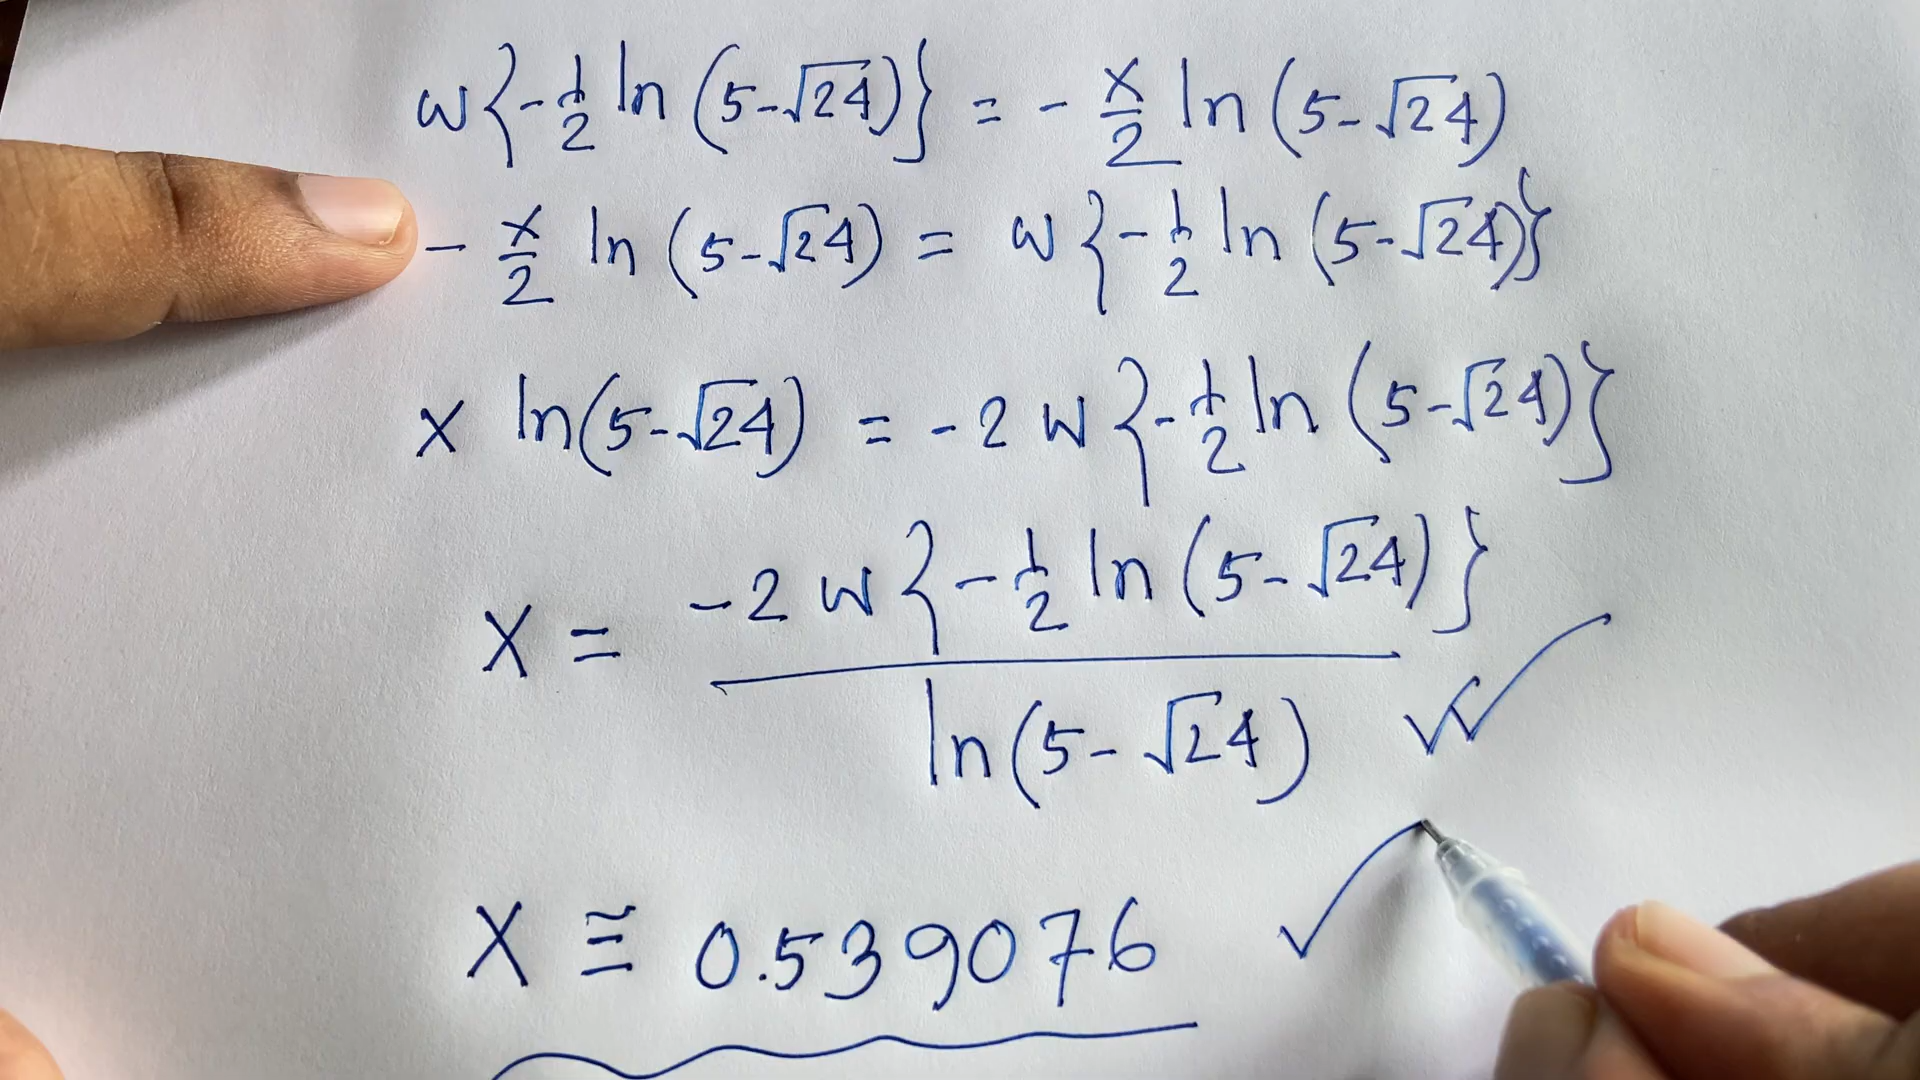 w{-1/2 ln(5-√24)} = -x/2 ln(5-√24)
-x/2 ln(5-√24) = w{-1/2 ln(5-√24)}
x ln(5-√24) = -2 w{-1/2 ln(5-√24)}
x = -2 w{-1/2 ln(5-√24)} / ln(5-√24)
x ≅ 0.539076